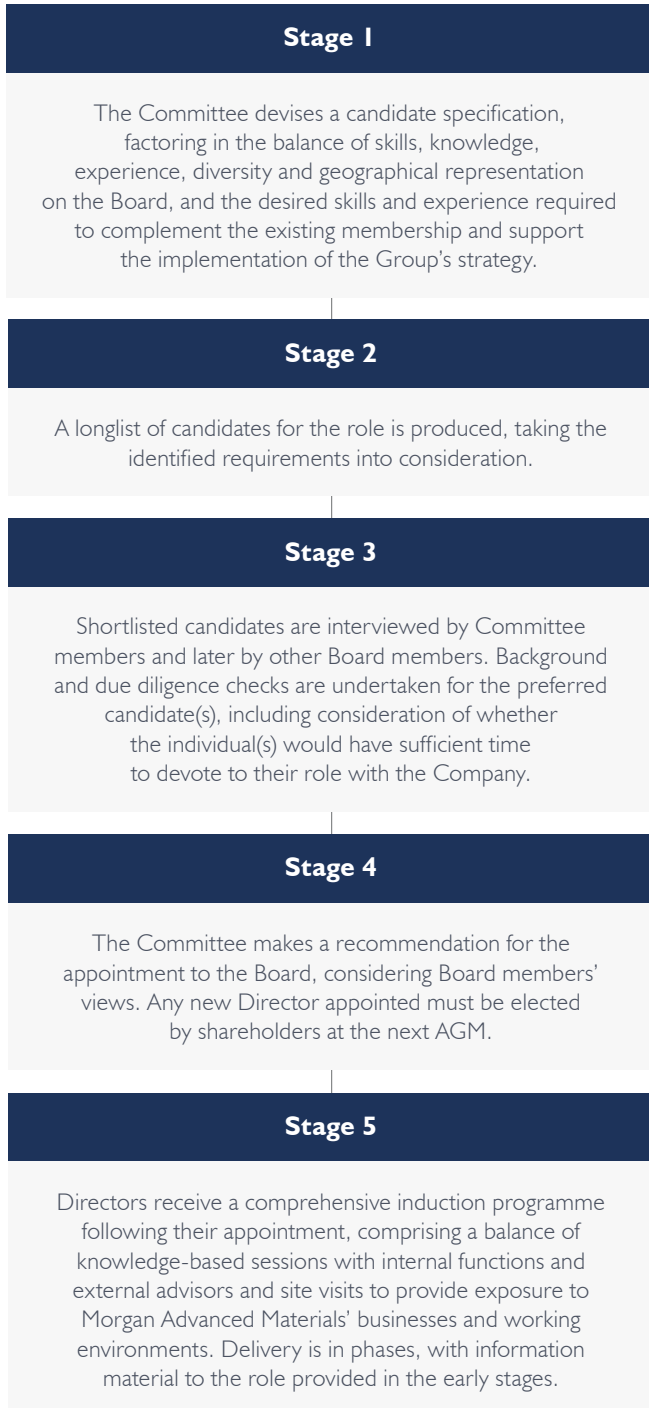 Stage 1
The Committee devises a candidate specification,
factoring in the balance of skills, knowledge,
experience, diversity and geographical representation
on the Board, and the desired skills and experience required
to complement the existing membership and support
the implementation of the Group’s strategy.
Stage 2
A longlist of candidates for the role is produced, taking the
identified requirements into consideration.
Stage 3
Shortlisted candidates are interviewed by Committee
members and later by other Board members. Background
and due diligence checks are undertaken for the preferred
candidate(s), including consideration of whether
the individual(s) would have sufficient time
to devote to their role with the Company.
Stage 4
The Committee makes a recommendation for the
appointment to the Board, considering Board members’
views. Any new Director appointed must be elected
by shareholders at the next AGM.
Stage 5
Directors receive a comprehensive induction programme
following their appointment, comprising a balance of
knowledge-based sessions with internal functions and
external advisors and site visits to provide exposure to
Morgan Advanced Materials’ businesses and working
environments. Delivery is in phases, with information
material to the role provided in the early stages.